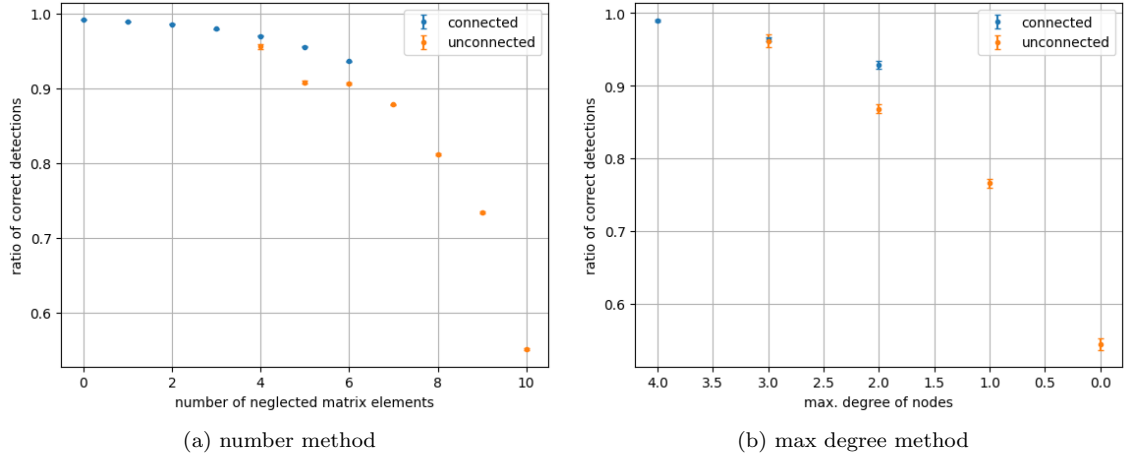 1.0
0.9
0.8
0.7
0.6
ratio of correct detections
connected
unconnected
0 2 4 6 8 10
number of neglected matrix elements
(a) number method
1.0
0.9
0.8
0.7
0.6
ratio of correct detections
connected
unconnected
4.0 3.5 3.0 2.5 2.0 1.5 1.0 0.5 0.0
max. degree of nodes
(b) max degree method